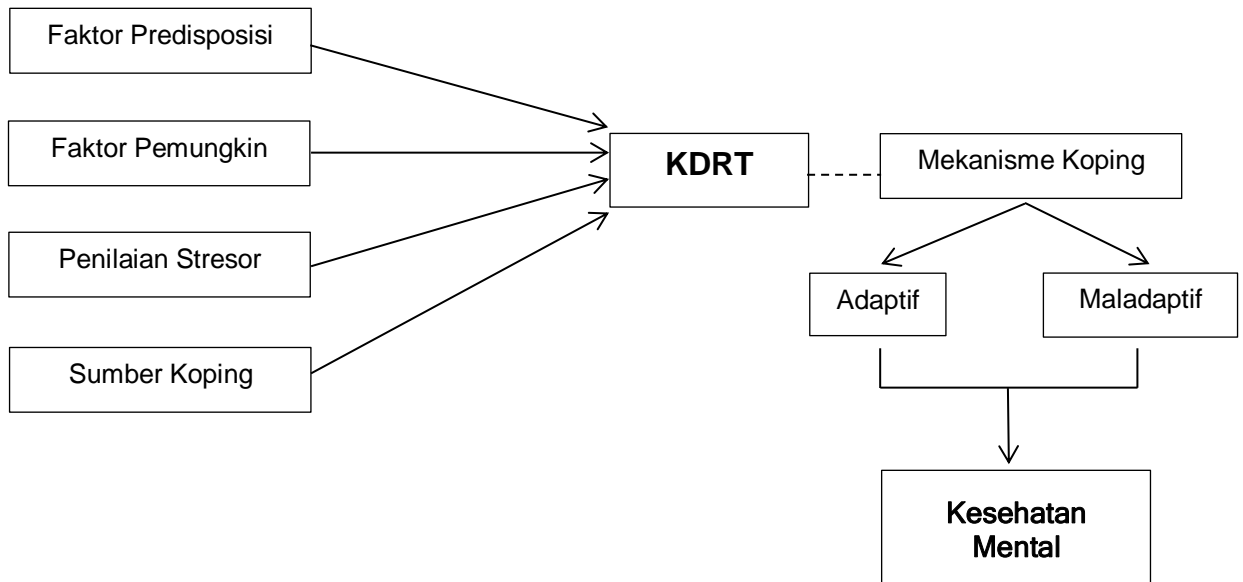 Faktor Predisposisi
Faktor Pemungkin
Penilaian Stresor
Sumber Koping
KDRT
Mekanisme Koping
Adaptif
Maladaptif
Kesehatan
Mental